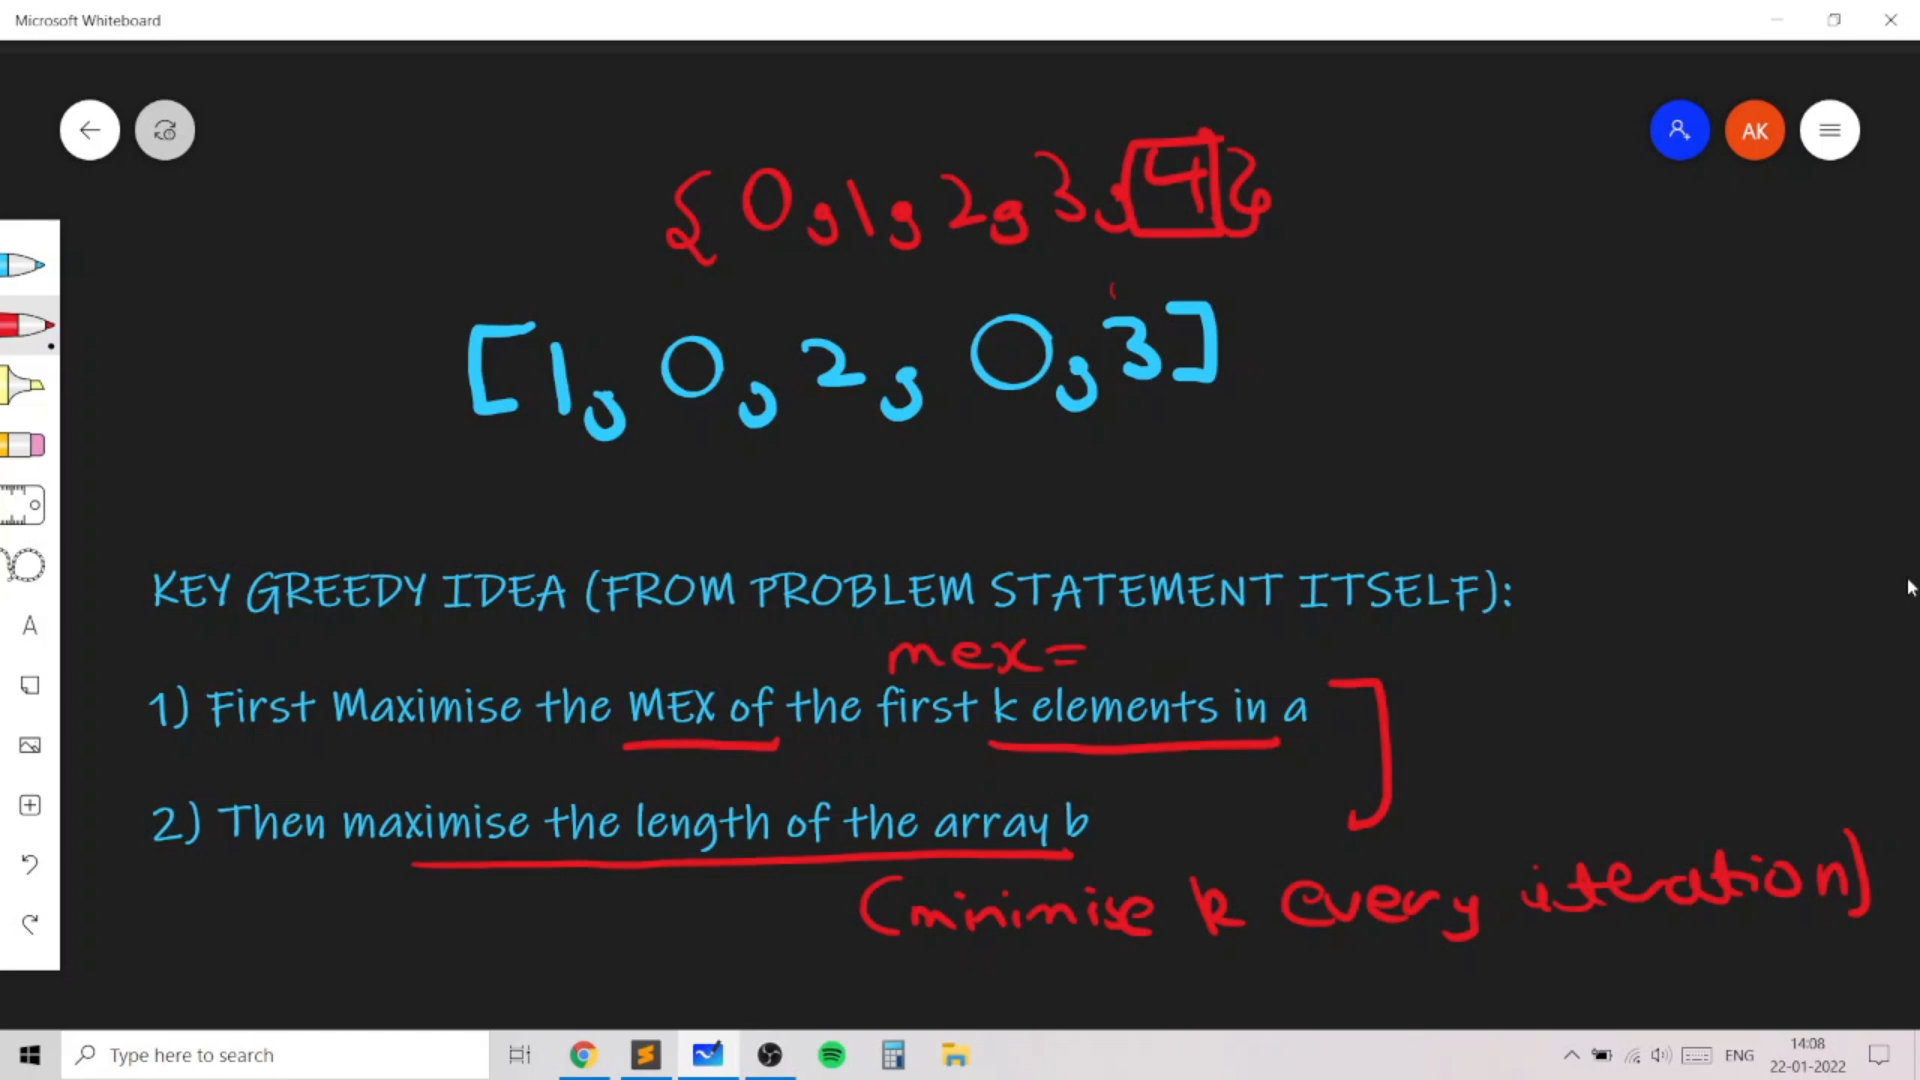 Microsoft Whiteboard
AK
{0,1,2,3,4}
[1,0,2,0,3]
KEY GREEDY IDEA (FROM PROBLEM STATEMENT ITSELF):
mex=
1) First Maximise the MEX of the first k elements in a
2) Then maximise the length of the array b
(minimise k every iteration)
A
Type here to search
ENG
14:08
22-01-2022